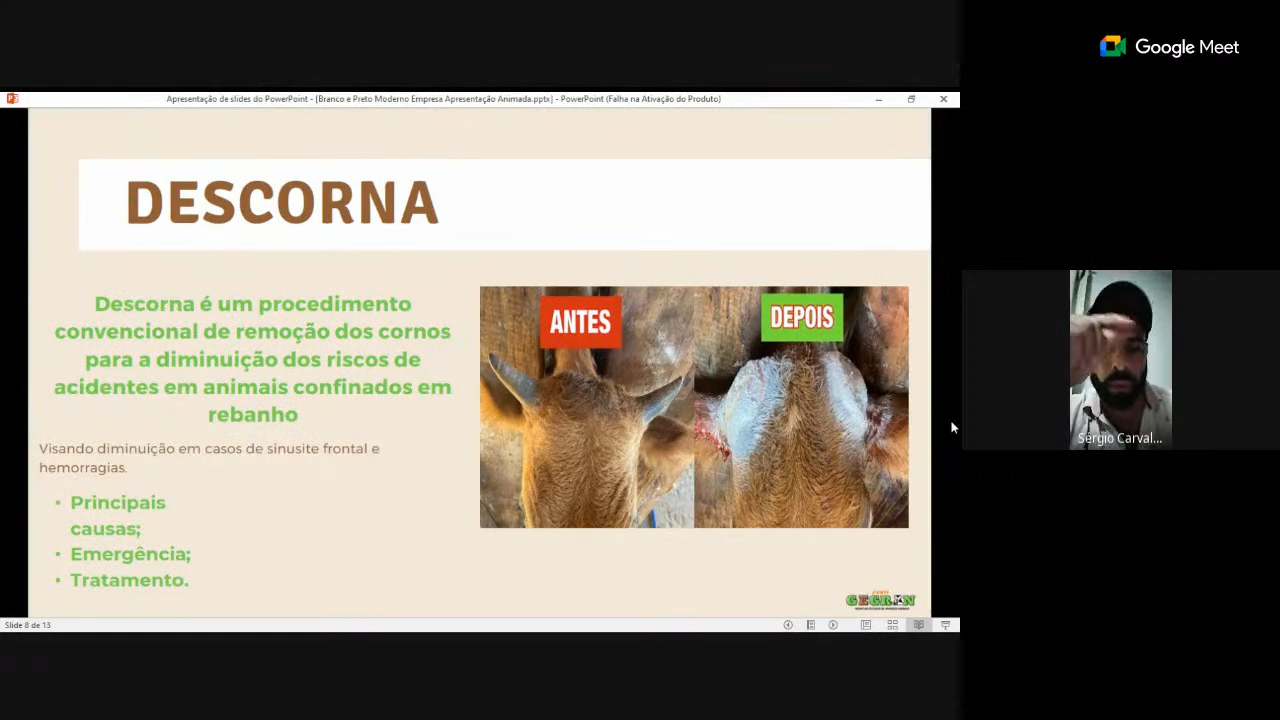 Google Meet
Apresentação de slides do PowerPoint - [Branco e Preto Moderno Empresa Apresentação Animada.pptx] - PowerPoint (Falha na Ativação do Produto)
DESCORNA
Descorna é um procedimento
convencional de remoção dos cornos
para a diminuição dos riscos de
acidentes em animais confinados em
rebanho
Visando diminuição em casos de sinusite frontal e
hemorragias.
• Principais
causas;
• Emergência;
• Tratamento.
ANTES
DEPOIS
Sérgio Carval...
GEGRAN
Slide 8 de 13